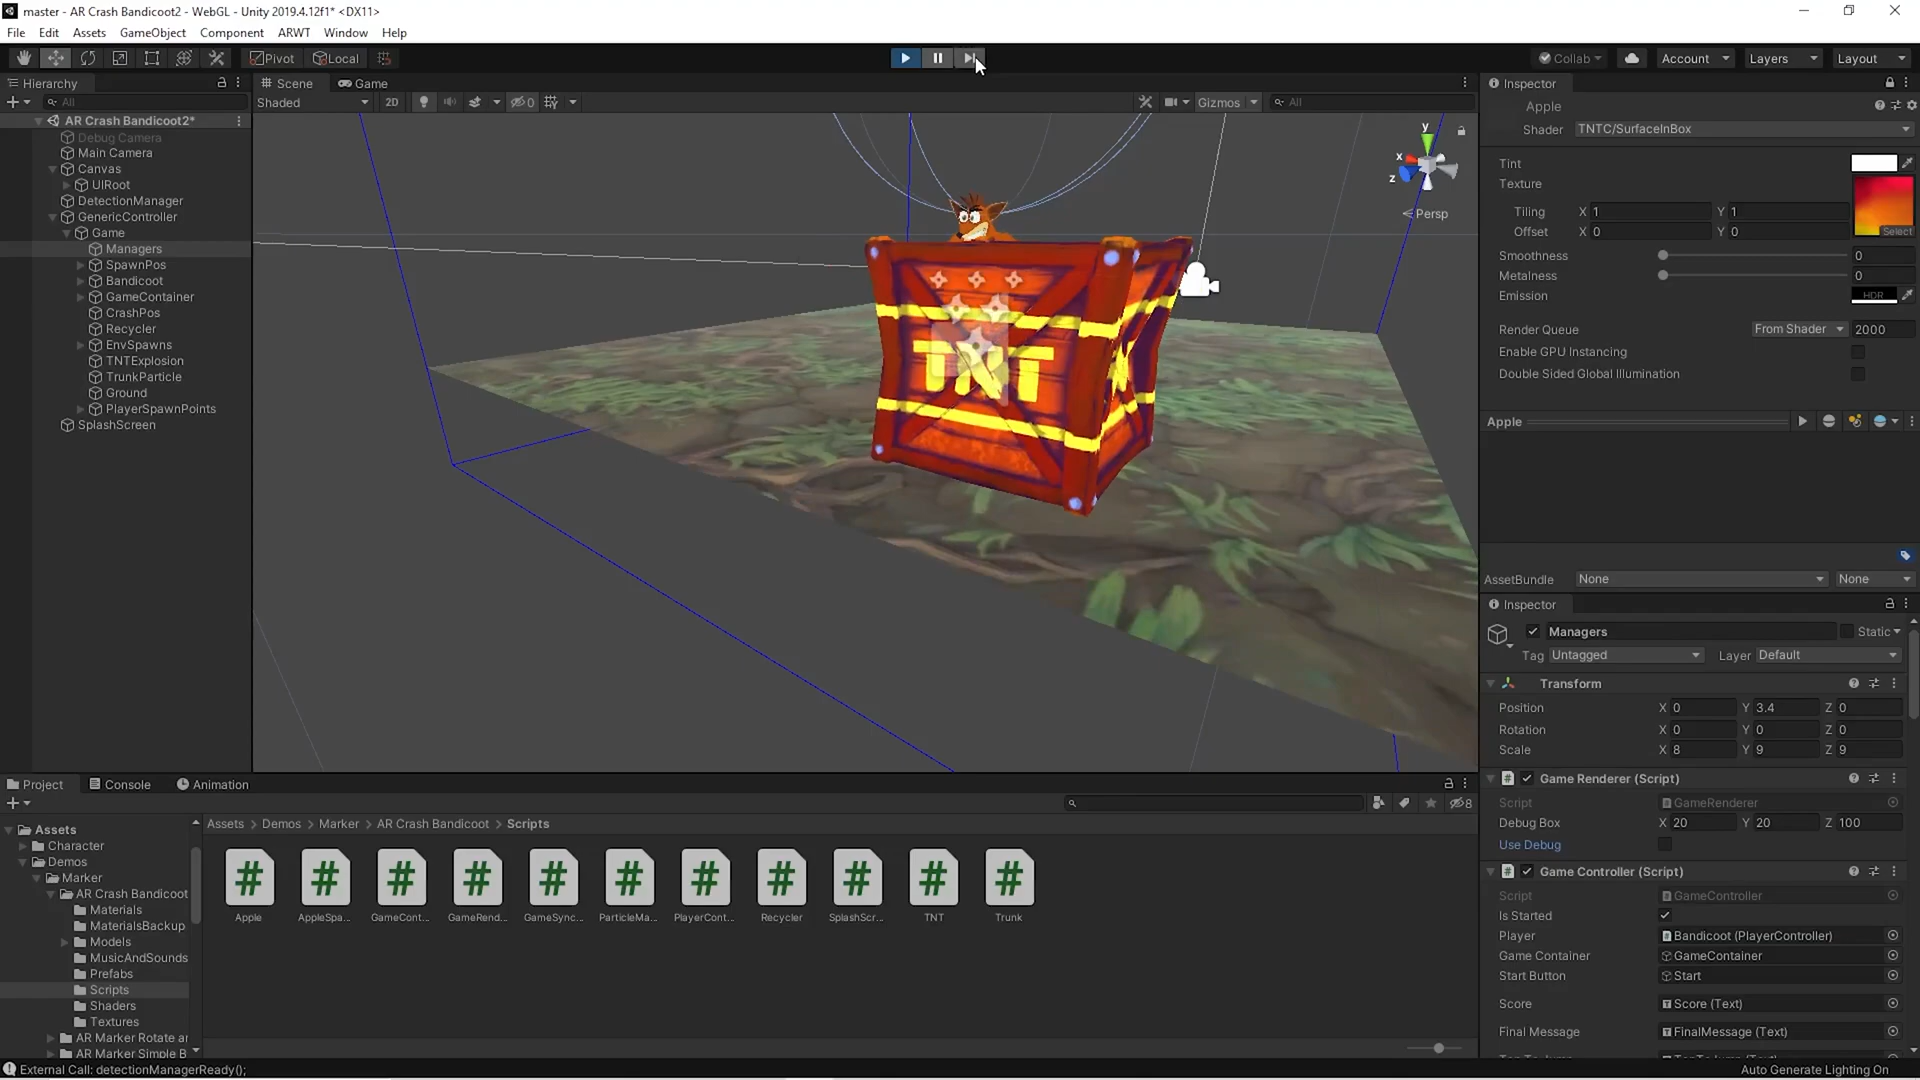 master - AR Crash Bandicoot2 - WebGL - Unity 2019.4.12f1* <DX11>
File Edit Assets GameObject Component ARWT Window Help
Pivot Local Collab Account Layers Layout
Hierarchy
All
AR Crash Bandicoot2*
Debug Camera
Main Camera
Canvas
UIRoot
DetectionManager
GenericController
Game
Managers
SpawnPos
Bandicoot
GameContainer
CrashPos
Recycler
EnvSpawns
TNTExplosion
TrunkParticle
Ground
PlayerSpawnPoints
SplashScreen
Scene Game
Shaded 2D 0 Gizmos All
y
x
z
Persp
TNT
Inspector
Apple
Shader TNTC/SurfaceInBox
Tint
Texture
Tiling X 1 Y 1
Offset X 0 Y 0
Select
Smoothness 0
Metalness 0
Emission HDR
Render Queue From Shader 2000
Enable GPU Instancing
Double Sided Global Illumination
Apple
AssetBundle None None
Inspector
Managers Static
Tag Untagged Layer Default
Transform
Position X 0 Y 3.4 Z 0
Rotation X 0 Y 0 Z 0
Scale X 8 Y 9 Z 9
Game Renderer (Script)
Script GameRenderer
Debug Box X 20 Y 20 Z 100
Use Debug
Game Controller (Script)
Script GameController
Is Started
Player Bandicoot (PlayerController)
Game Container GameContainer
Start Button Start
Score Score (Text)
Final Message FinalMessage (Text)
Project Console Animation
8
Assets
Character
Demos
Marker
AR Crash Bandicoot
Materials
MaterialsBackup
Models
MusicAndSounds
Prefabs
Scripts
Shaders
Textures
AR Marker Rotate ar
AR Marker Simple B
Assets > Demos > Marker > AR Crash Bandicoot > Scripts
Apple AppleSpa... GameCont... GameRend... GameSync... ParticleMa... PlayerCont... Recycler SplashScr... TNT Trunk
External Call: detectionManagerReady();
Auto Generate Lighting On